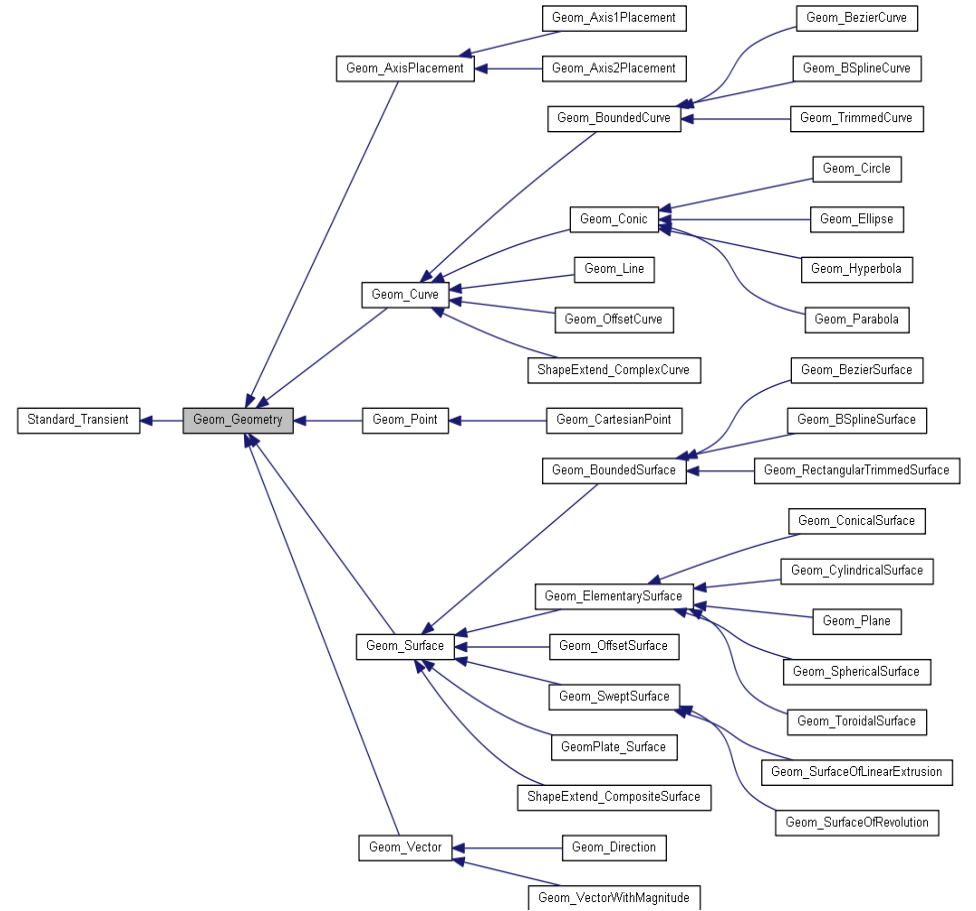 Geom_Axis1Placement
Geom_BezierCurve
Geom_AxisPlacement
Geom_Axis2Placement
Geom_BSplineCurve
Geom_BoundedCurve
Geom_TrimmedCurve
Geom_Circle
Geom_Conic
Geom_Ellipse
Geom_Line
Geom_Hyperbola
Geom_Curve
Geom_OffsetCurve
Geom_Parabola
ShapeExtend_ComplexCurve
Geom_BezierSurface
Standard_Transient
Geom_Geometry
Geom_Point
Geom_CartesianPoint
Geom_BSplineSurface
Geom_BoundedSurface
Geom_RectangularTrimmedSurface
Geom_ConicalSurface
Geom_CylindricalSurface
Geom_ElementarySurface
Geom_Plane
Geom_Surface
Geom_OffsetSurface
Geom_SphericalSurface
Geom_SweptSurface
Geom_ToroidalSurface
GeomPlate_Surface
Geom_SurfaceOfLinearExtrusion
ShapeExtend_CompositeSurface
Geom_SurfaceOfRevolution
Geom_Vector
Geom_Direction
Geom_VectorWithMagnitude